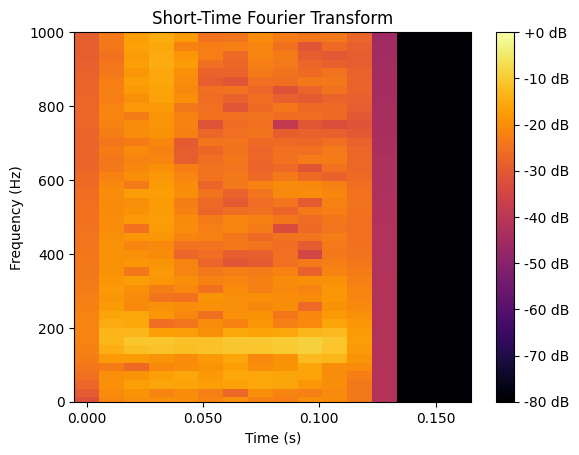 Short-Time Fourier Transform
1000
800
600
400
200
0
Frequency (Hz)
0.000
0.050
0.100
0.150
Time (s)
+0 dB
-10 dB
-20 dB
-30 dB
-40 dB
-50 dB
-60 dB
-70 dB
-80 dB